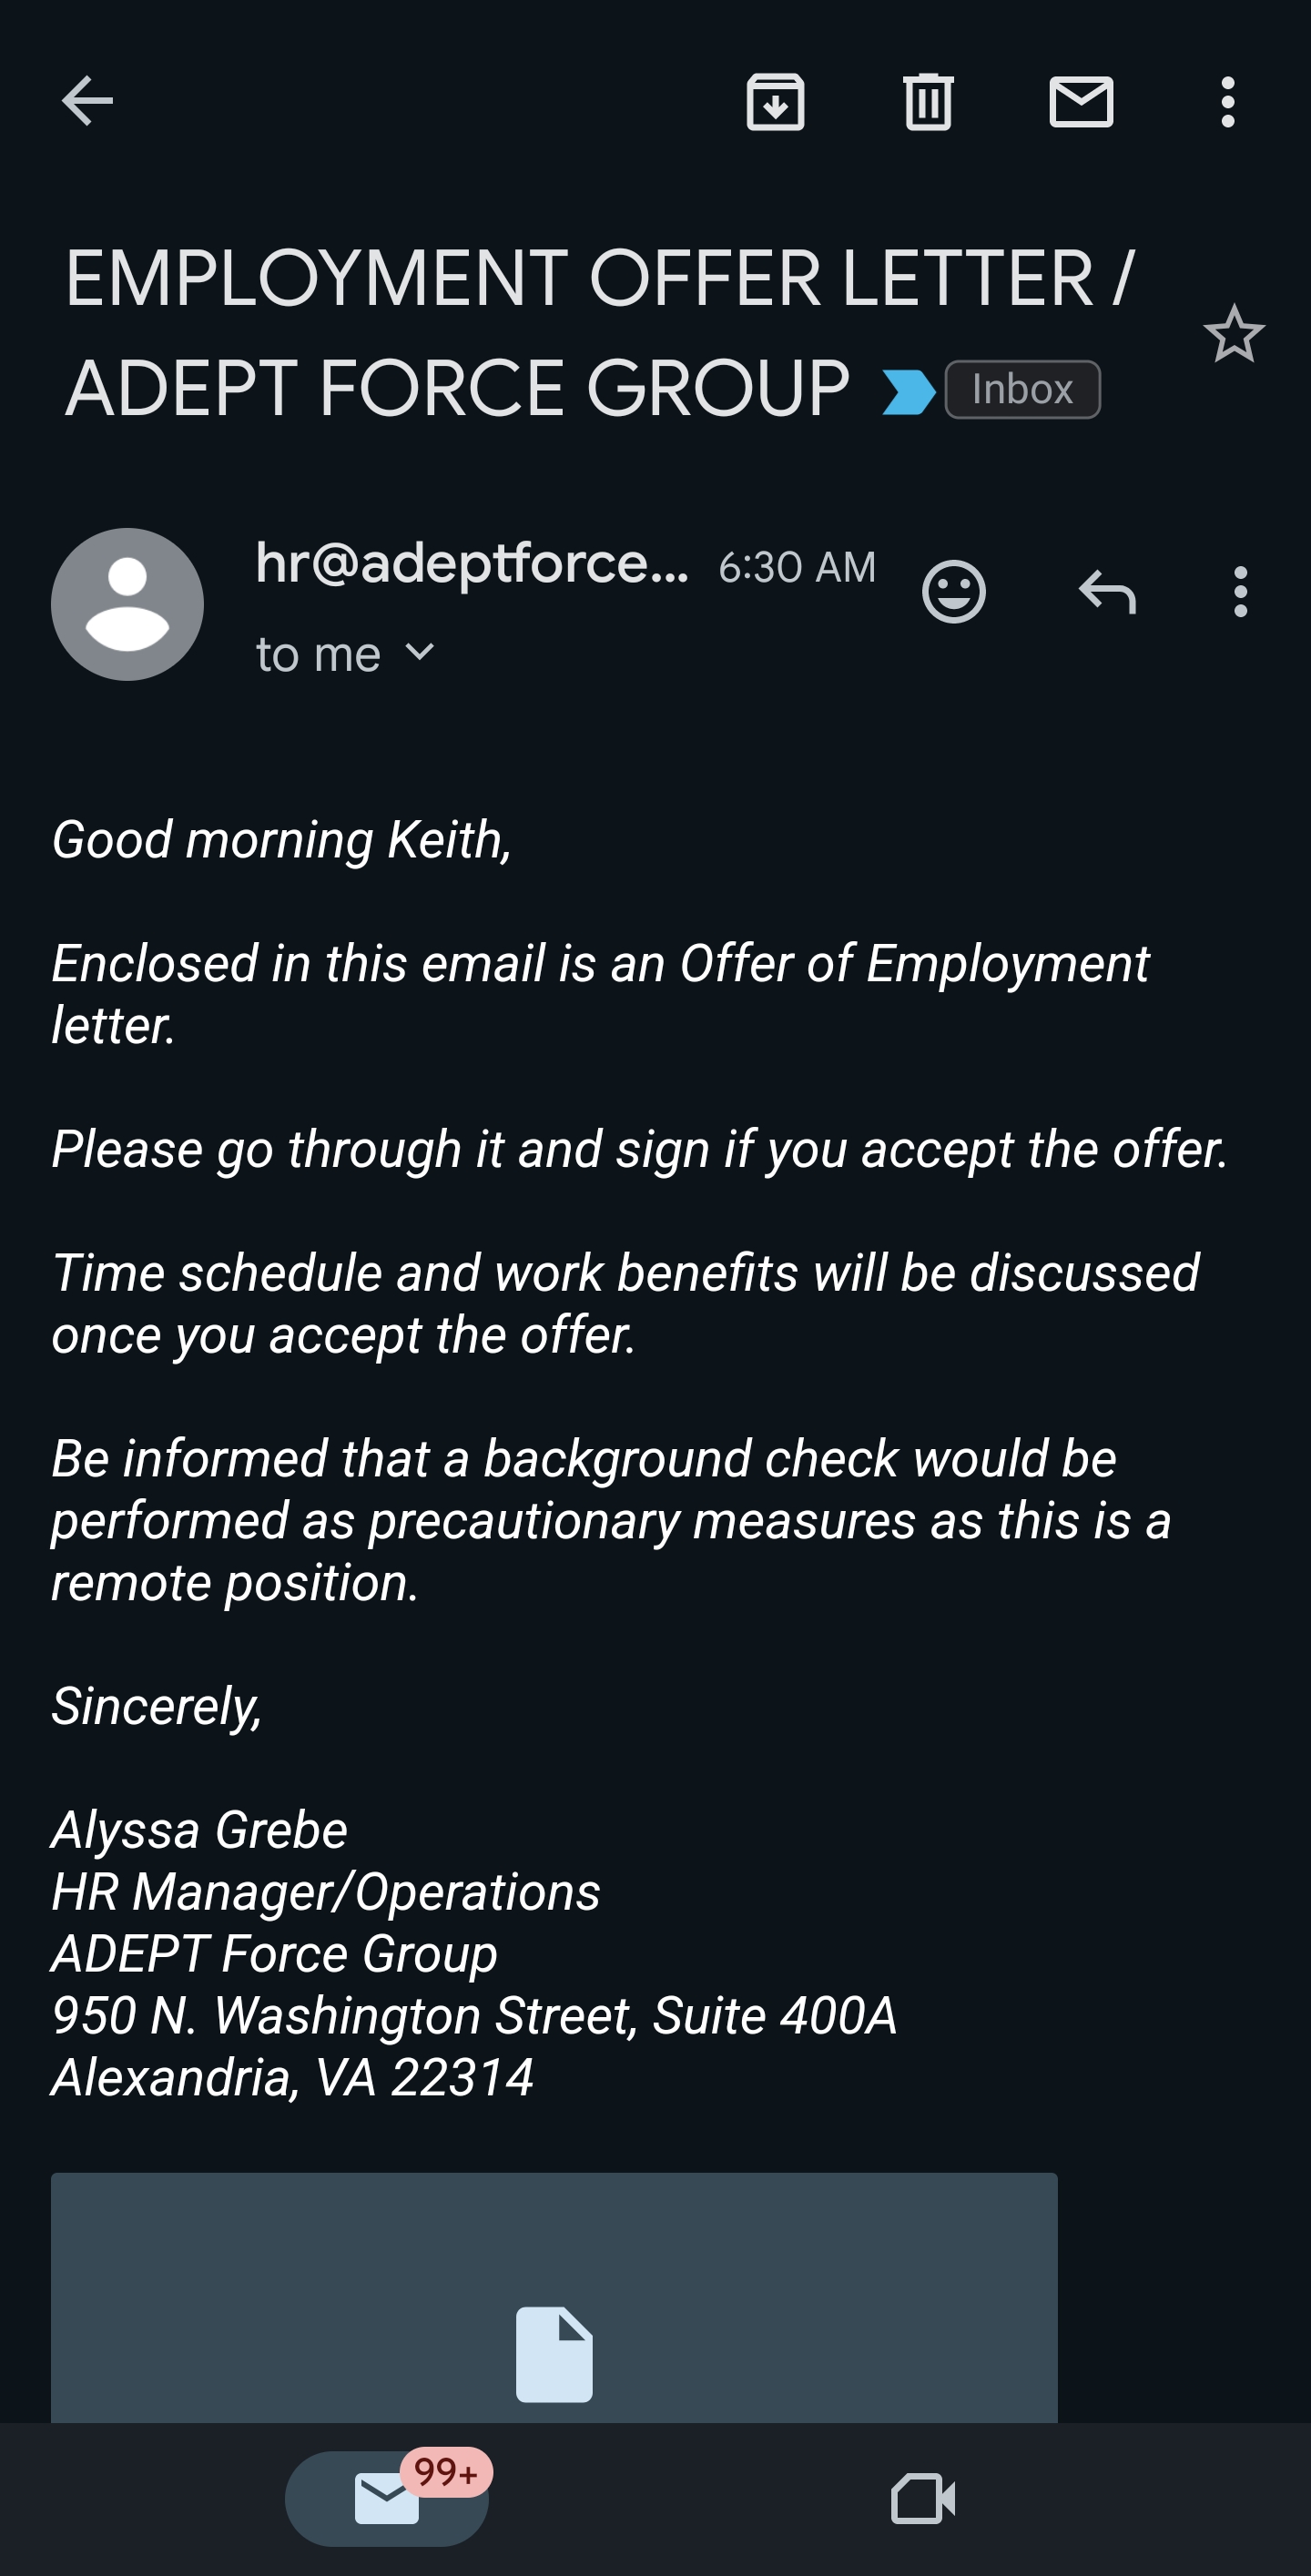 EMPLOYMENT OFFER LETTER /
ADEPT FORCE GROUP Inbox
hr@adeptforce... 6:30 AM
to me
Good morning Keith,
Enclosed in this email is an Offer of Employment
letter.
Please go through it and sign if you accept the offer.
Time schedule and work benefits will be discussed
once you accept the offer.
Be informed that a background check would be
performed as precautionary measures as this is a
remote position.
Sincerely,
Alyssa Grebe
HR Manager/Operations
ADEPT Force Group
950 N. Washington Street, Suite 400A
Alexandria, VA 22314
99+